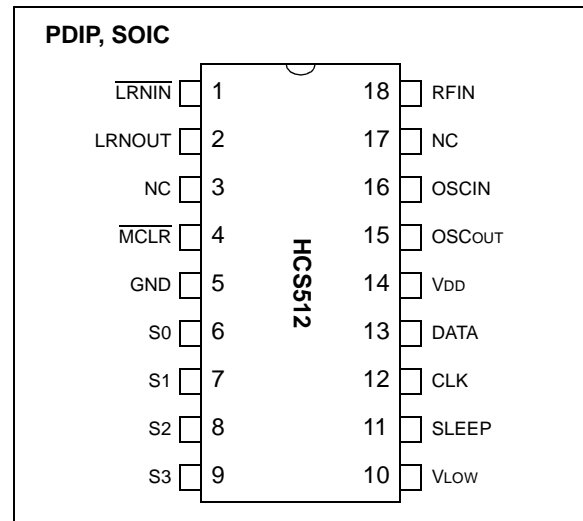 PDIP, SOIC
LRNIN 1 18 RFIN
LRNOUT 2 17 NC
NC 3 16 OSCIN
MCLR 4 15 OSCOUT
GND 5 14 VDD
HCS512
S0 6 13 DATA
S1 7 12 CLK
S2 8 11 SLEEP
S3 9 10 VLOW